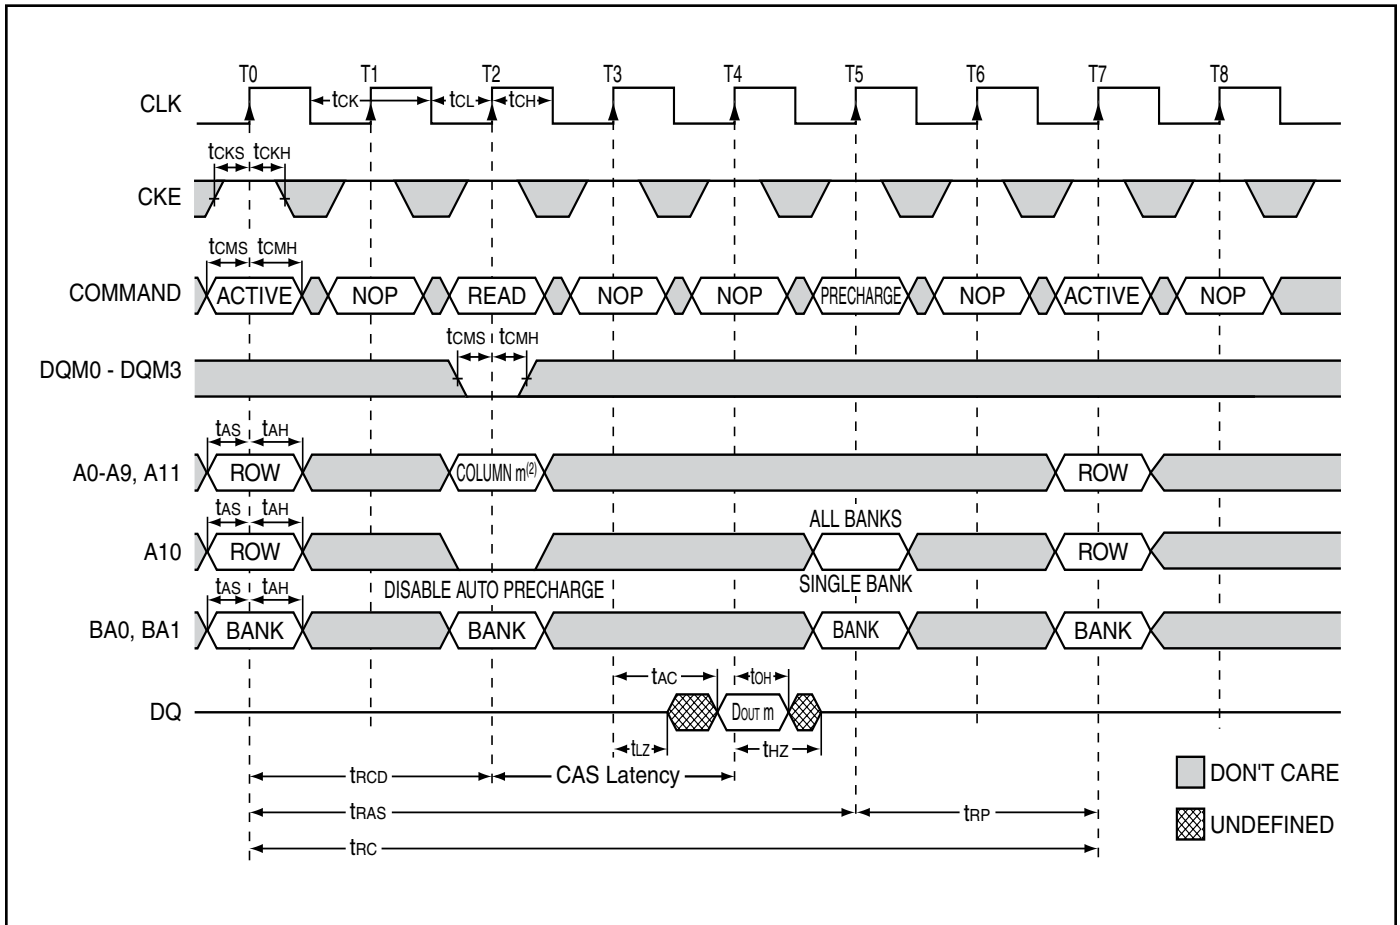 T0 T1 T2 T3 T4 T5 T6 T7 T8
CLK tCK tCL tCH
tCKS tCKH
CKE
tCMS tCMH
COMMAND ACTIVE NOP READ NOP NOP PRECHARGE NOP ACTIVE NOP
tCMS tCMH
DQM0 - DQM3
tAS tAH
A0-A9, A11 ROW COLUMN m(2) ROW
tAS tAH ALL BANKS
A10 ROW ROW
tAS tAH DISABLE AUTO PRECHARGE SINGLE BANK
BA0, BA1 BANK BANK BANK BANK
tAC tOH
DQ DOUT m
tLZ tHZ
tRCD CAS Latency DON'T CARE
tRAS tRP UNDEFINED
tRC